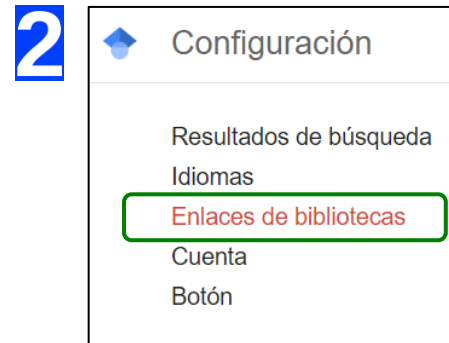 2
Configuración
Resultados de búsqueda
Idiomas
Enlaces de bibliotecas
Cuenta
Botón